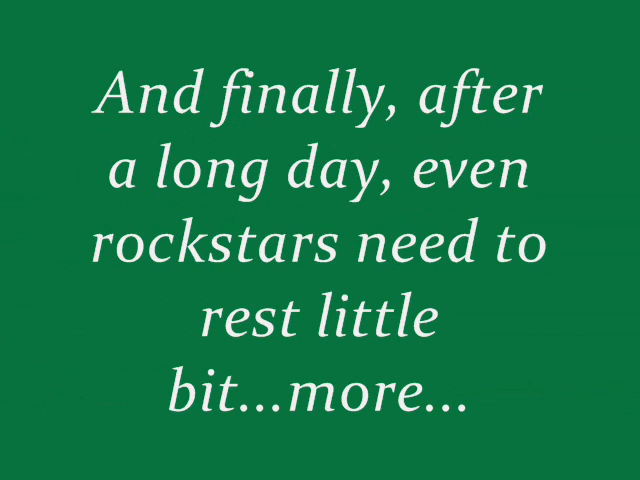 And finally, after
a long day, even
rockstars need to
rest little
bit...more...